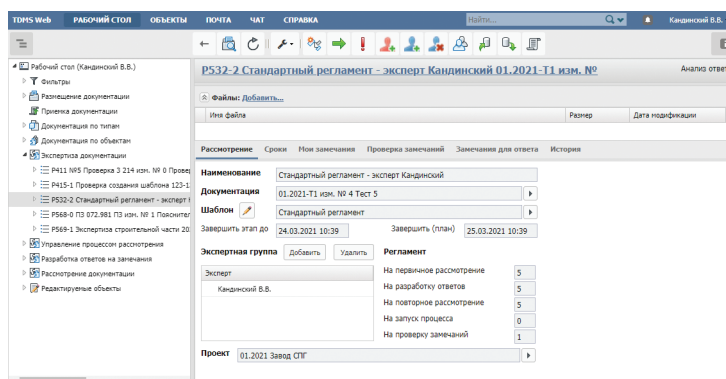 TDMS Web РАБОЧИЙ СТОЛ ОБЪЕКТЫ ПОЧТА ЧАТ СПРАВКА Найти... Кандинский В.В.
Рабочий стол (Кандинский В.В.)
Фильтры
Размещение документации
Приемка документации
Документация по типам
Документация по объектам
Экспертиза документации
P411 №5 Проверка 3 214 изм. № 0 Прове
P415-1 Проверка создания шаблона 123-1
P532-2 Стандартный регламент - эксперт
P568-0 ПЗ 072.981 ПЗ изм. № 1 Пояснител
P569-1 Экспертиза строительной части 20
Управление процессом рассмотрения
Разработка ответов на замечания
Рассмотрение документации
Редактируемые объекты
P532-2 Стандартный регламент - эксперт Кандинский 01.2021-Т1 изм. № Анализ ответ
Файлы: Добавить...
Имя файла Размер Дата модификации
Рассмотрение Сроки Мои замечания Проверка замечаний Замечания для ответа История
Наименование Стандартный регламент - эксперт Кандинский
Документация 01.2021-Т1 изм. № 4 Тест 5
Шаблон Стандартный регламент
Завершить этап до 24.03.2021 10:39 Завершить (план) 25.03.2021 10:39
Экспертная группа Добавить Удалить Регламент
Эксперт
Кандинский В.В.
На первичное рассмотрение 5
На разработку ответов 5
На повторное рассмотрение 5
На запуск процесса 0
На проверку замечаний 1
Проект 01.2021 Завод СПГ